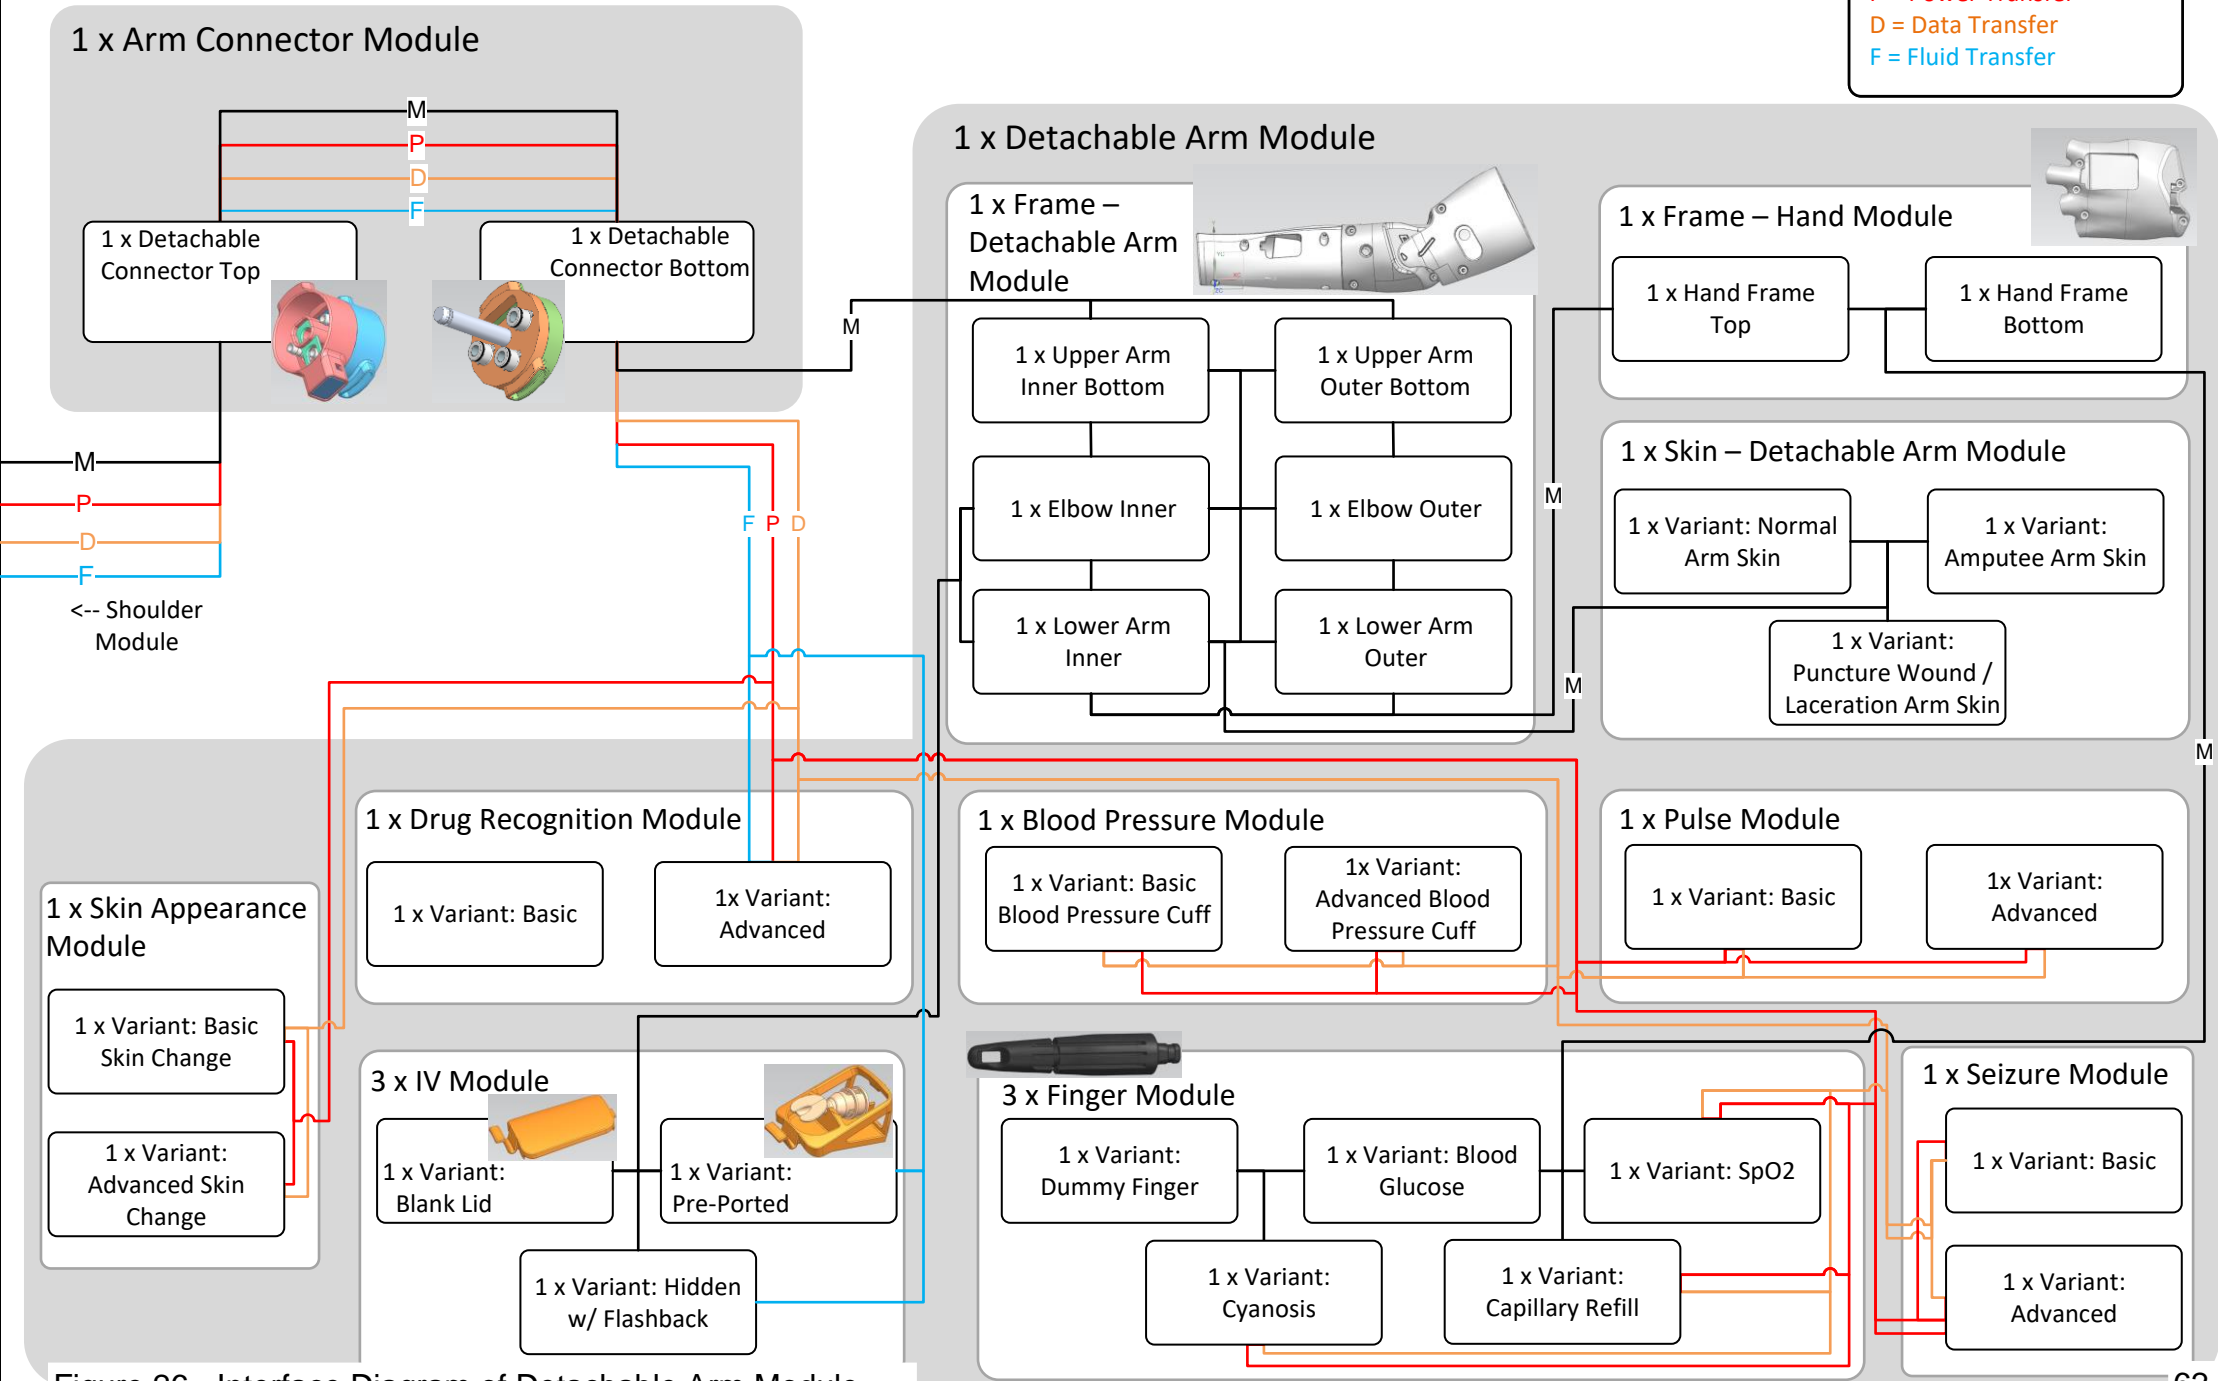 1 x Arm Connector Module
M
P
D
F
1 x Detachable
Connector Top
1 x Detachable
Connector Bottom
M
P
D
F
<-- Shoulder
Module
M
F P D
D = Data Transfer
F = Fluid Transfer
1 x Detachable Arm Module
1 x Frame –
Detachable Arm
Module
1 x Upper Arm
Inner Bottom
1 x Upper Arm
Outer Bottom
1 x Elbow Inner
1 x Elbow Outer
1 x Lower Arm
Inner
1 x Lower Arm
Outer
M
M
1 x Frame – Hand Module
1 x Hand Frame
Top
1 x Hand Frame
Bottom
1 x Skin – Detachable Arm Module
1 x Variant: Normal
Arm Skin
1 x Variant:
Amputee Arm Skin
1 x Variant:
Puncture Wound /
Laceration Arm Skin
M
1 x Skin Appearance
Module
1 x Variant: Basic
Skin Change
1 x Variant:
Advanced Skin
Change
1 x Drug Recognition Module
1 x Variant: Basic
1x Variant:
Advanced
1 x Blood Pressure Module
1 x Variant: Basic
Blood Pressure Cuff
1x Variant:
Advanced Blood
Pressure Cuff
1 x Pulse Module
1 x Variant: Basic
1x Variant:
Advanced
3 x IV Module
1 x Variant:
Blank Lid
1 x Variant:
Pre-Ported
1 x Variant: Hidden
w/ Flashback
3 x Finger Module
1 x Variant:
Dummy Finger
1 x Variant: Blood
Glucose
1 x Variant: SpO2
1 x Variant:
Cyanosis
1 x Variant:
Capillary Refill
1 x Seizure Module
1 x Variant: Basic
1 x Variant:
Advanced
Interface Diagram of Detachable Arm Module